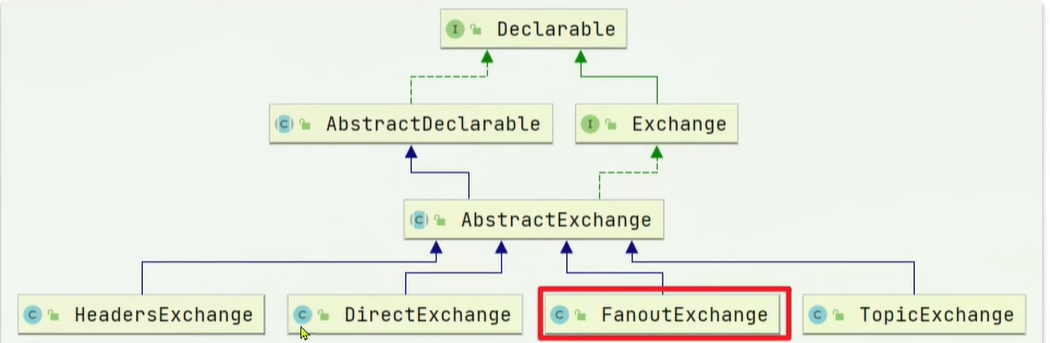 Declarable
AbstractDeclarable Exchange
AbstractExchange
HeadersExchange DirectExchange FanoutExchange TopicExchange